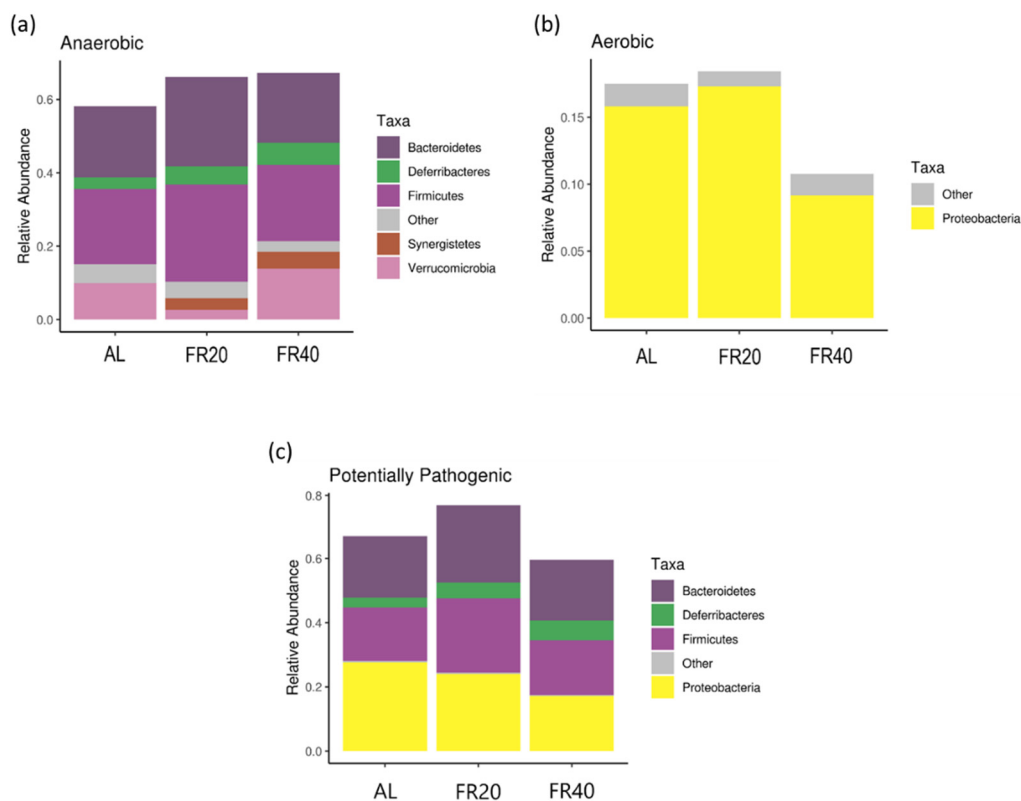 (a)
Anaerobic
Relative Abundance
0.6
0.4
0.2
0.0
AL FR20 FR40
Taxa
Bacteroidetes
Deferribacteres
Firmicutes
Other
Synergistetes
Verrucomicrobia
(b)
Aerobic
Relative Abundance
0.15
0.10
0.05
0.00
AL FR20 FR40
Taxa
Other
Proteobacteria
(c)
Potentially Pathogenic
Relative Abundance
0.8
0.6
0.4
0.2
0.0
AL FR20 FR40
Taxa
Bacteroidetes
Deferribacteres
Firmicutes
Other
Proteobacteria